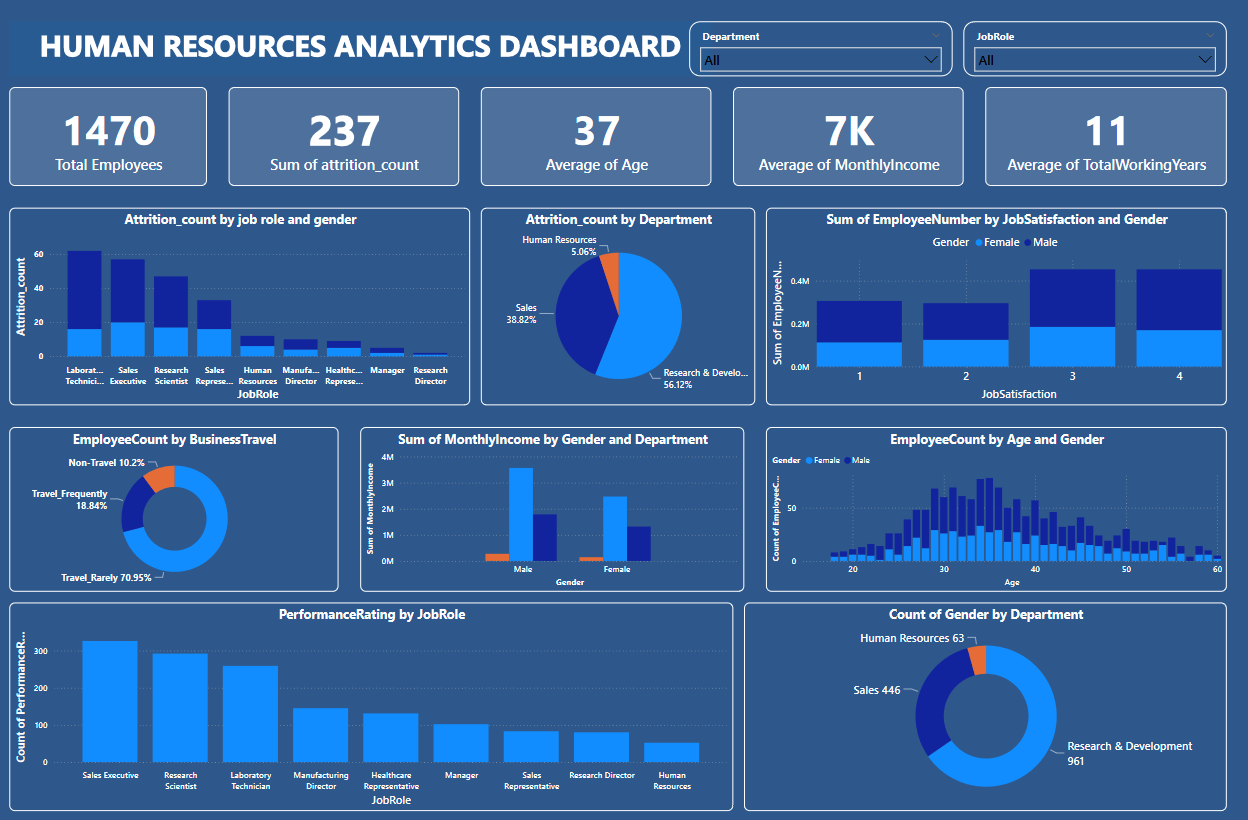 HUMAN RESOURCES ANALYTICS DASHBOARD
Department
All
JobRole
All
1470
Total Employees
237
Sum of attrition_count
37
Average of Age
7K
Average of MonthlyIncome
11
Average of TotalWorkingYears
Attrition_count by job role and gender
Attrition_count
60
40
20
0
Laborat...
Technici...
Sales
Executive
Research
Scientist
Sales
Represe...
Human
Resources
Manufa...
Director
Healthc...
Represe...
Manager
Research
Director
JobRole
Attrition_count by Department
Human Resources
5.06%
Sales
38.82%
Research & Develo...
56.12%
Sum of EmployeeNumber by JobSatisfaction and Gender
Gender Female Male
Sum of EmployeeN...
0.4M
0.2M
0.0M
1 2 3 4
JobSatisfaction
EmployeeCount by BusinessTravel
Non-Travel 10.2%
Travel_Frequently
18.84%
Travel_Rarely 70.95%
Sum of MonthlyIncome by Gender and Department
Sum of MonthlyIncome
4M
3M
2M
1M
0M
Male Female
Gender
EmployeeCount by Age and Gender
Gender Female Male
Count of EmployeeC...
50
0
20 30 40 50 60
Age
PerformanceRating by JobRole
Count of PerformanceR...
300
200
100
0
Sales Executive
Research
Scientist
Laboratory
Technician
Manufacturing
Director
Healthcare
Representative
Manager
Sales
Representative
Research Director
Human
Resources
JobRole
Count of Gender by Department
Human Resources 63
Sales 446
Research & Development
961